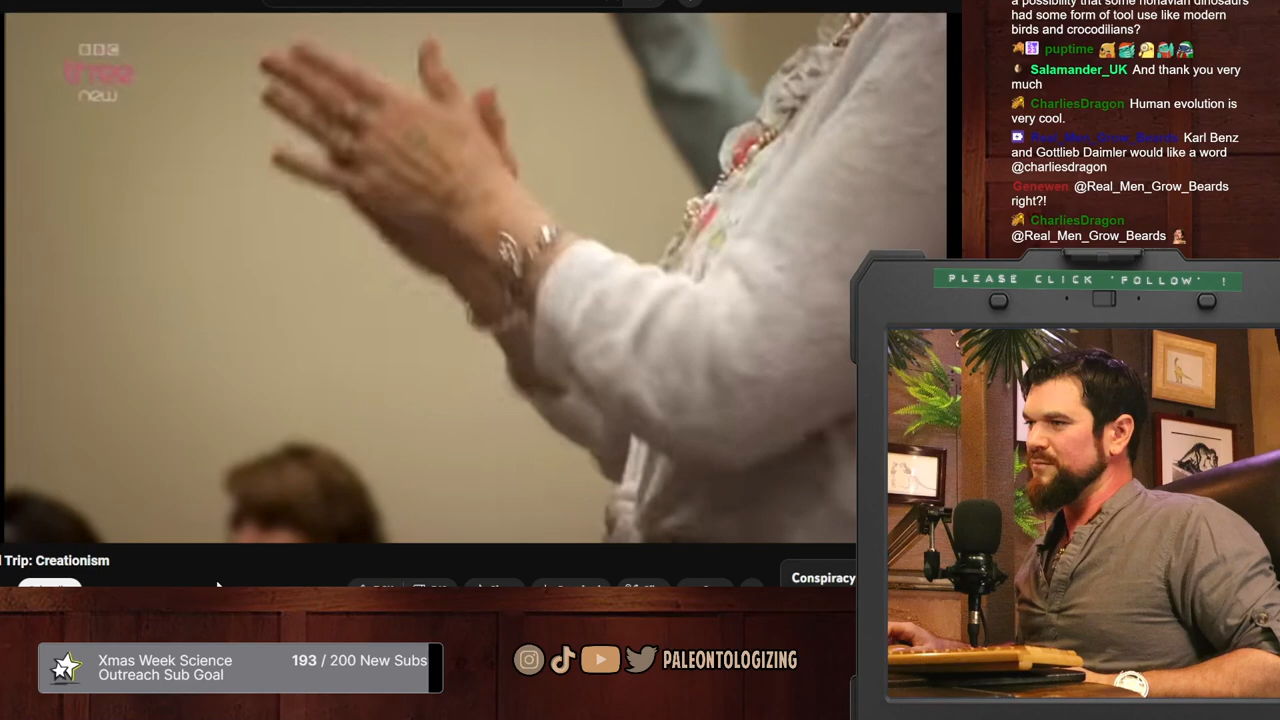 BBC
three
new
a possibility that some nonavian dinosaurs
had some form of tool use like modern
birds and crocodilians?
puptime
Salamander_UK And thank you very
much
CharliesDragon Human evolution is
very cool.
Real_Men_Grow_Beards Karl Benz
and Gottlieb Daimler would like a word
@charliesdragon
Genewen @Real_Men_Grow_Beards
right?!
CharliesDragon
@Real_Men_Grow_Beards
PLEASE CLICK 'FOLLOW' !
Trip: Creationism
Conspiracy
Xmas Week Science 193 / 200 New Subs
Outreach Sub Goal
PALEONTOLOGIZING